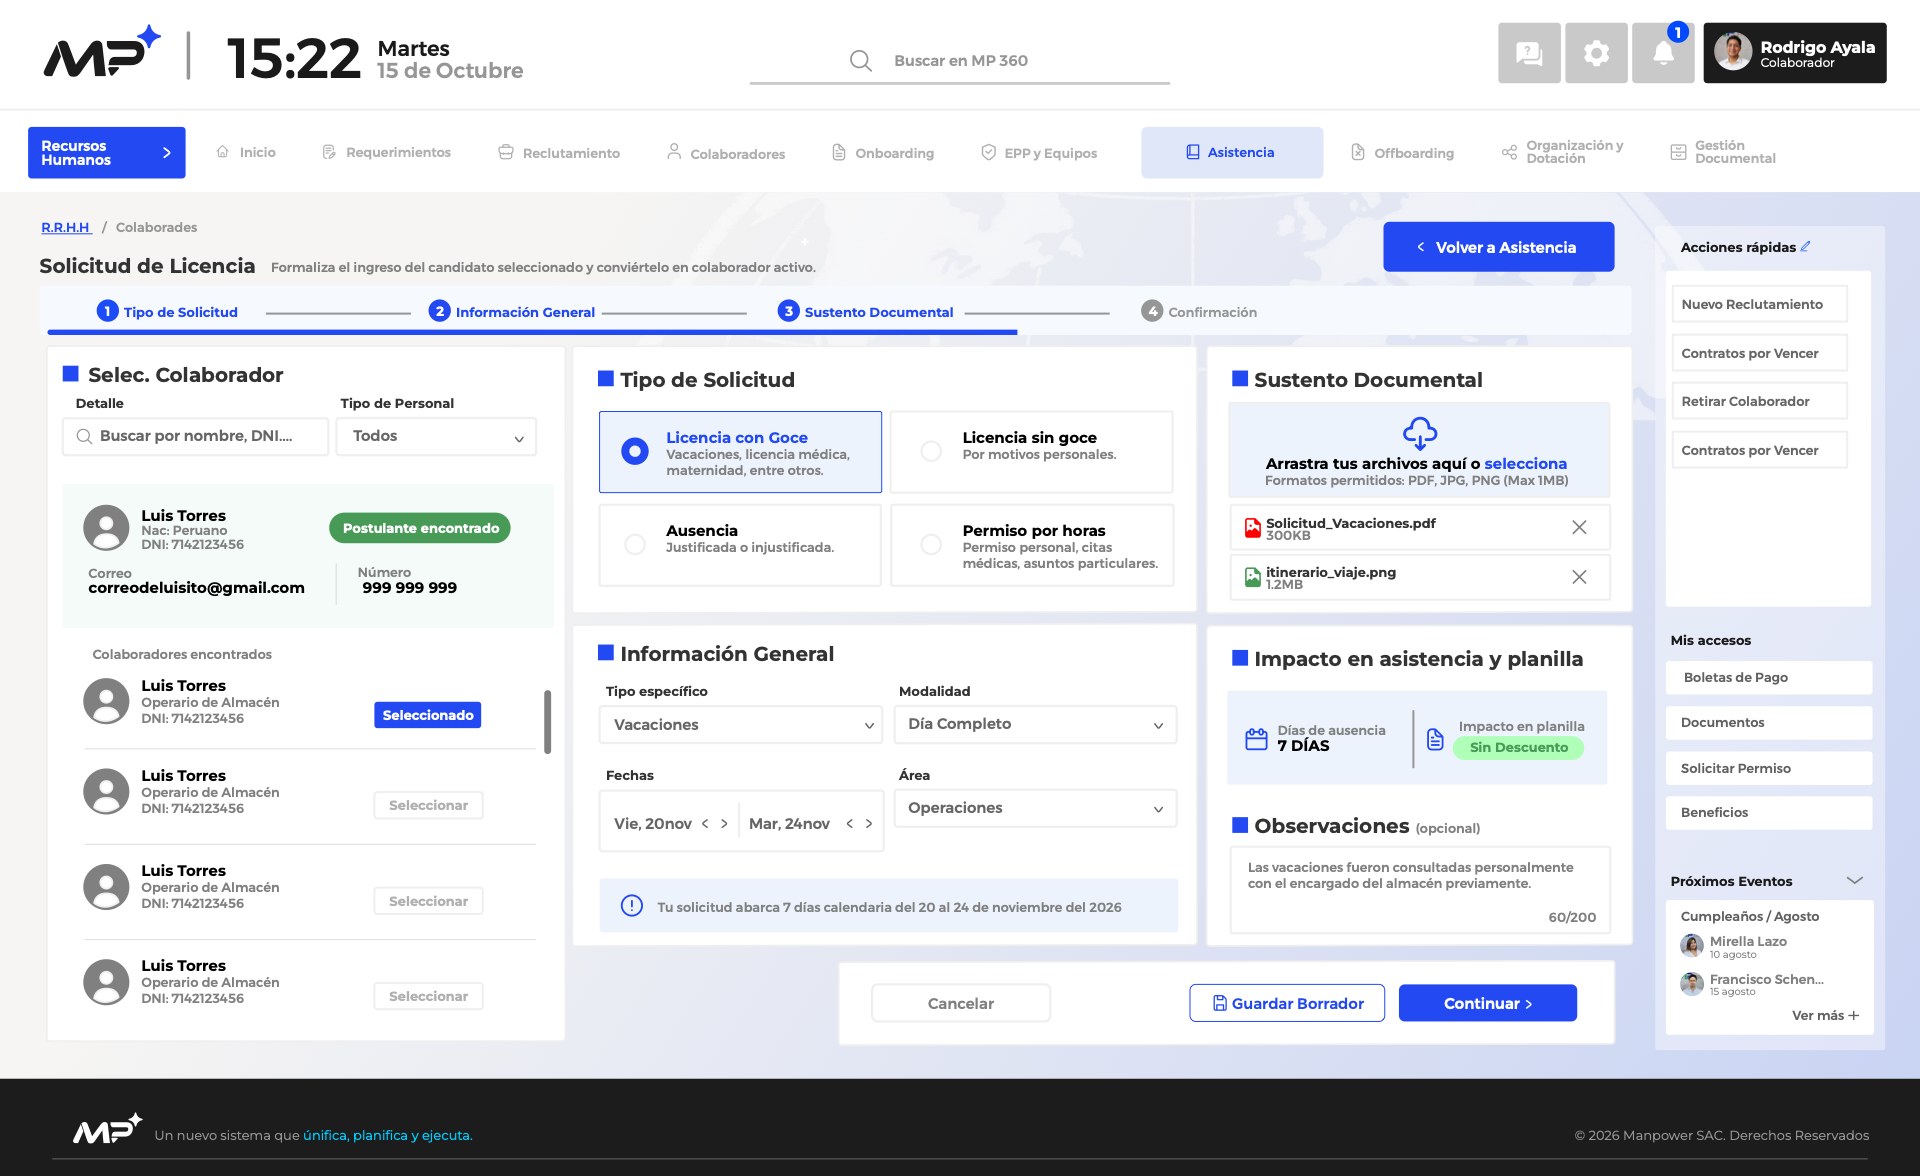 MP
15:22
Martes
15 de Octubre
Buscar en MP 360
?
1
Rodrigo Ayala
Colaborador
Recursos
Humanos
Inicio
Requerimientos
Reclutamiento
Colaboradores
Onboarding
EPP y Equipos
Asistencia
Offboarding
Organización y
Dotación
Gestión
Documental
R.R.H.H / Colaborades
Solicitud de Licencia
Formaliza el ingreso del candidato seleccionado y conviértelo en colaborador activo.
< Volver a Asistencia
1 Tipo de Solicitud
2 Información General
3 Sustento Documental
4 Confirmación
Selec. Colaborador
Detalle
Tipo de Personal
Buscar por nombre, DNI....
Todos
Luis Torres
Nac: Peruano
DNI: 7142123456
Postulante encontrado
Correo
correodeluisito@gmail.com
Número
999 999 999
Colaboradores encontrados
Luis Torres
Operario de Almacén
DNI: 7142123456
Seleccionado
Luis Torres
Operario de Almacén
DNI: 7142123456
Seleccionar
Luis Torres
Operario de Almacén
DNI: 7142123456
Seleccionar
Luis Torres
Operario de Almacén
DNI: 7142123456
Seleccionar
Tipo de Solicitud
Licencia con Goce
Vacaciones, licencia médica,
maternidad, entre otros.
Licencia sin goce
Por motivos personales.
Ausencia
Justificada o injustificada.
Permiso por horas
Permiso personal, citas
médicas, asuntos particulares.
Información General
Tipo específico
Vacaciones
Modalidad
Día Completo
Fechas
Vie, 20nov < >
Mar, 24nov < >
Área
Operaciones
Tu solicitud abarca 7 días calendaria del 20 al 24 de noviembre del 2026
Sustento Documental
Arrastra tus archivos aquí o selecciona
Formatos permitidos: PDF, JPG, PNG (Max 1MB)
Solicitud_Vacaciones.pdf
300KB
itinerario_viaje.png
1.2MB
Impacto en asistencia y planilla
Días de ausencia
7 DÍAS
Impacto en planilla
Sin Descuento
Observaciones (opcional)
Las vacaciones fueron consultadas personalmente
con el encargado del almacén previamente.
60/200
Cancelar
Guardar Borrador
Continuar >
Acciones rápidas
Nuevo Reclutamiento
Contratos por Vencer
Retirar Colaborador
Contratos por Vencer
Mis accesos
Boletas de Pago
Documentos
Solicitar Permiso
Beneficios
Próximos Eventos
Cumpleaños / Agosto
Mirella Lazo
10 agosto
Francisco Schen...
15 agosto
Ver más +
MP
Un nuevo sistema que únifica, planifica y ejecuta.
© 2026 Manpower SAC. Derechos Reservados